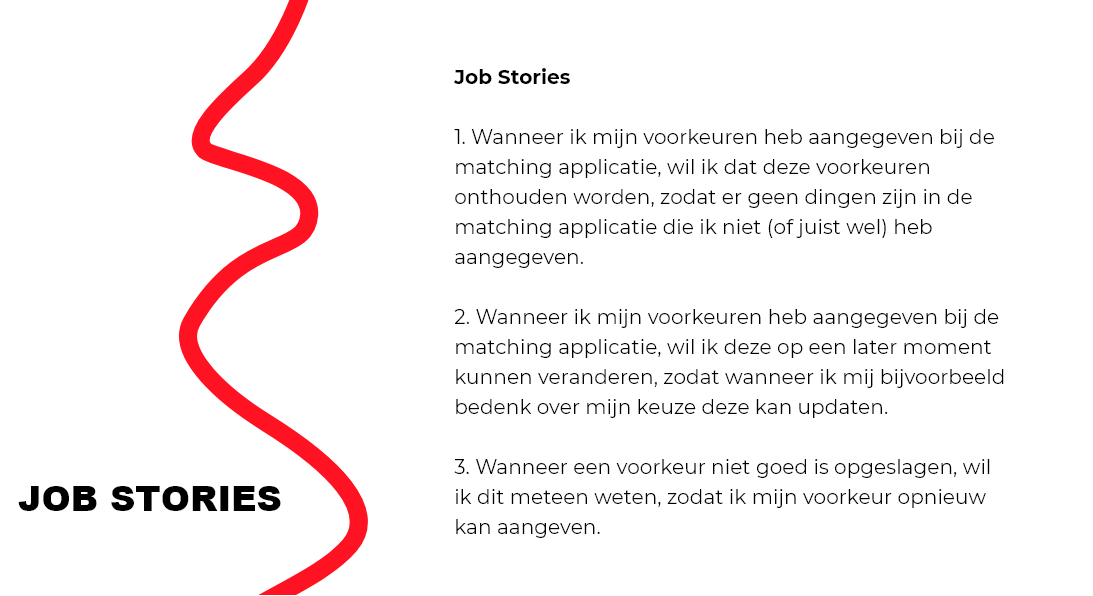 Job Stories
1. Wanneer ik mijn voorkeuren heb aangegeven bij de
matching applicatie, wil ik dat deze voorkeuren
onthouden worden, zodat er geen dingen zijn in de
matching applicatie die ik niet (of juist wel) heb
aangegeven.
2. Wanneer ik mijn voorkeuren heb aangegeven bij de
matching applicatie, wil ik deze op een later moment
kunnen veranderen, zodat wanneer ik mij bijvoorbeeld
bedenk over mijn keuze deze kan updaten.
3. Wanneer een voorkeur niet goed is opgeslagen, wil
ik dit meteen weten, zodat ik mijn voorkeur opnieuw
kan aangeven.
JOB STORIES